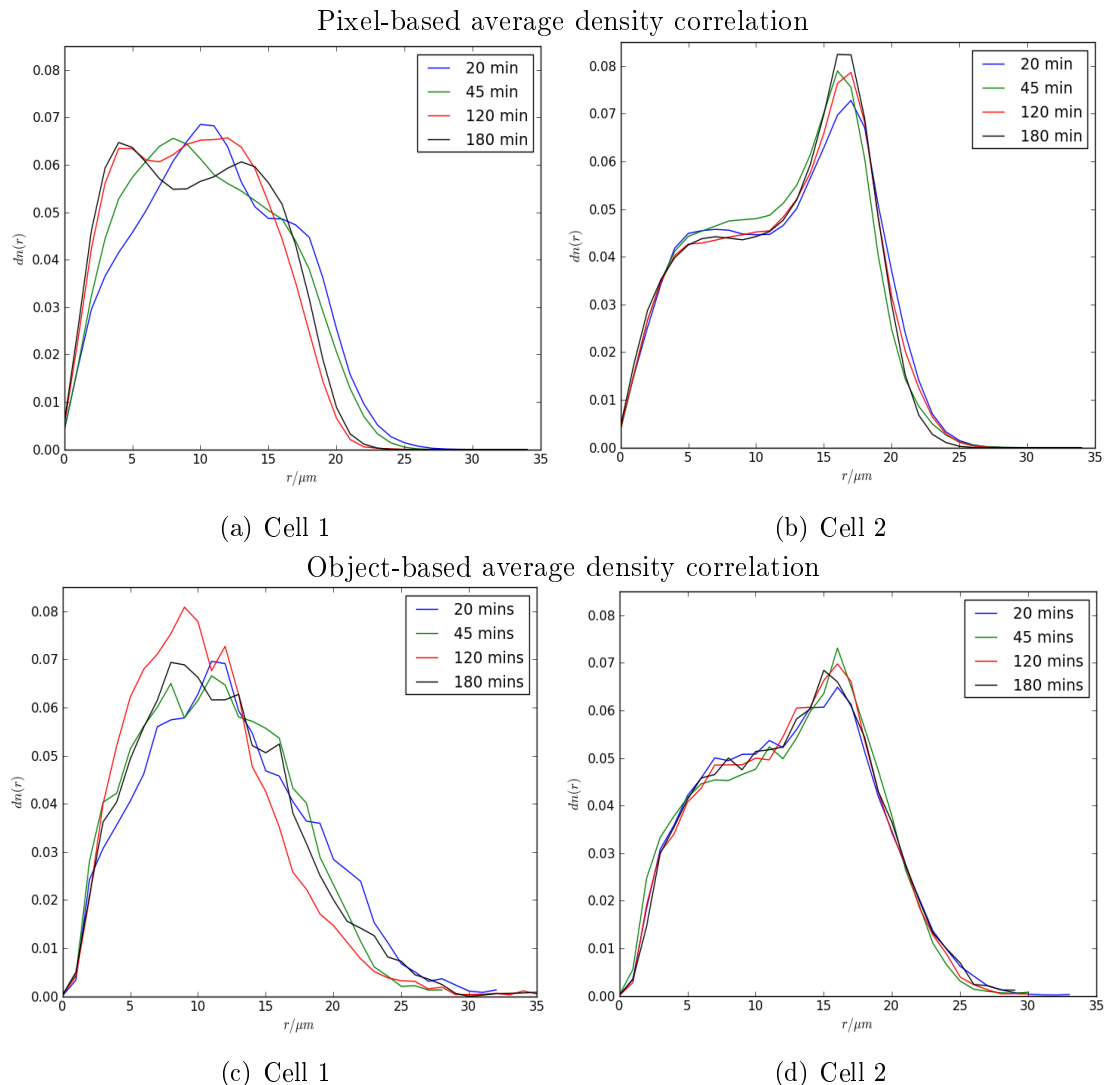 Pixel-based average density correlation
0.08
0.07
0.06
0.05
0.04
0.03
0.02
0.01
0.00
dn(r)
20 min
45 min
120 min
180 min
0 5 10 15 20 25 30 35
r/μm
(a) Cell 1
0.08
0.07
0.06
0.05
0.04
0.03
0.02
0.01
0.00
dn(r)
20 min
45 min
120 min
180 min
0 5 10 15 20 25 30 35
r/μm
(b) Cell 2
Object-based average density correlation
0.08
0.07
0.06
0.05
0.04
0.03
0.02
0.01
0.00
dn(r)
20 mins
45 mins
120 mins
180 mins
0 5 10 15 20 25 30 35
r/μm
(c) Cell 1
0.08
0.07
0.06
0.05
0.04
0.03
0.02
0.01
0.00
dn(r)
20 mins
45 mins
120 mins
180 mins
0 5 10 15 20 25 30 35
r/μm
(d) Cell 2